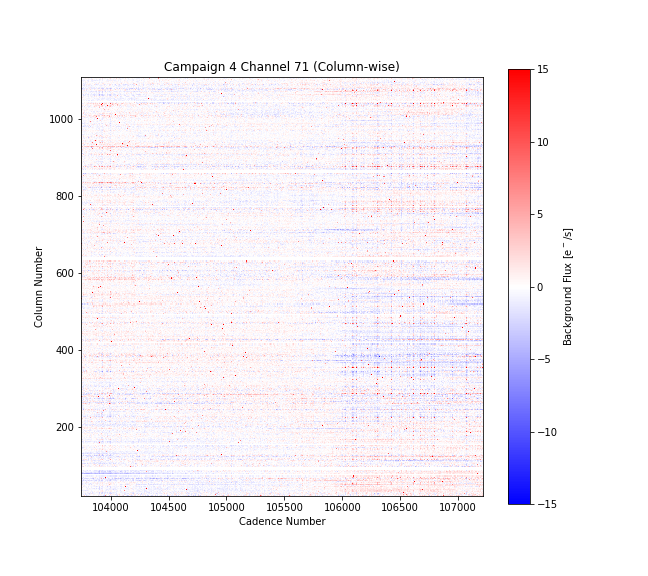 Campaign 4 Channel 71 (Column-wise)
1000
800
600
400
200
Column Number
104000 104500 105000 105500 106000 106500 107000
Cadence Number
15
10
5
0
−5
−10
−15
Background Flux [e⁻/s]